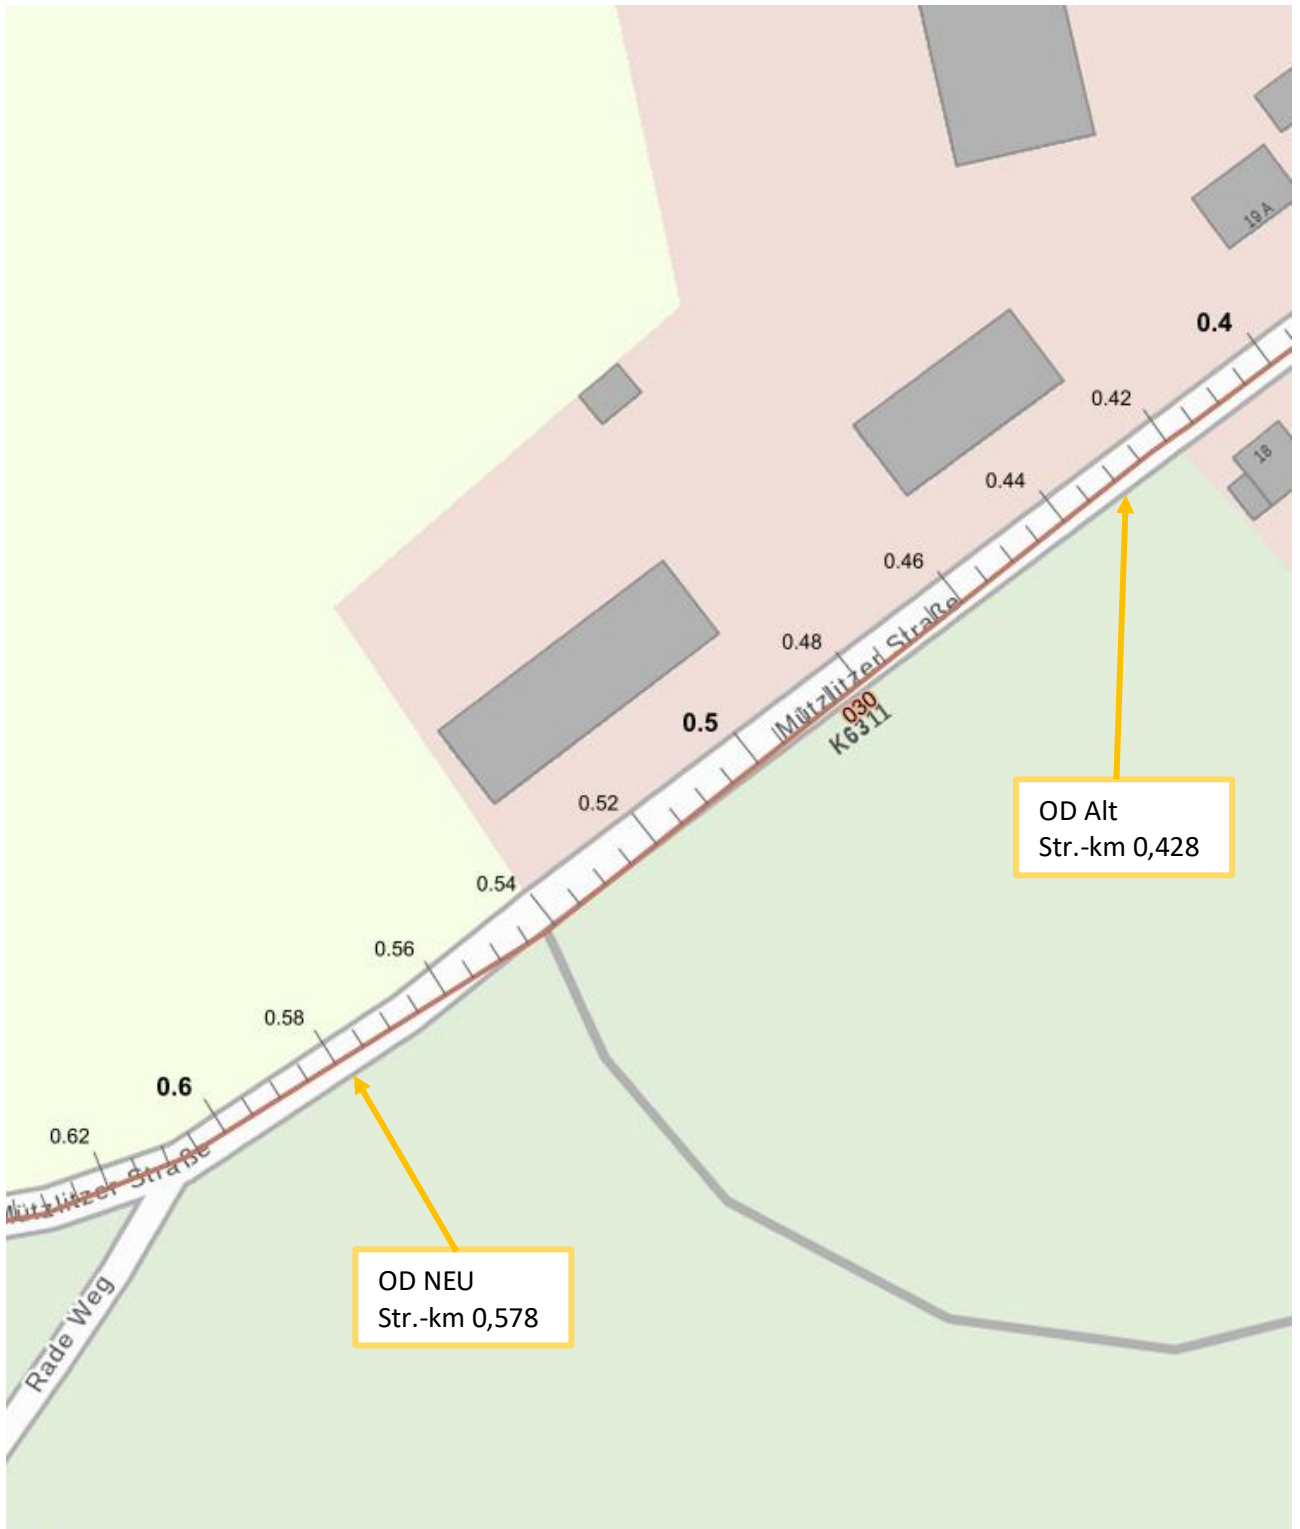 19 A
0.4
0.42
18
0.44
0.46
Mützlitzer Straße
0.48
030
K6311
0.5
OD Alt
Str.-km 0,428
0.52
0.54
0.56
0.58
0.6
0.62
Mützlitzer Straße
OD NEU
Str.-km 0,578
Rade Weg